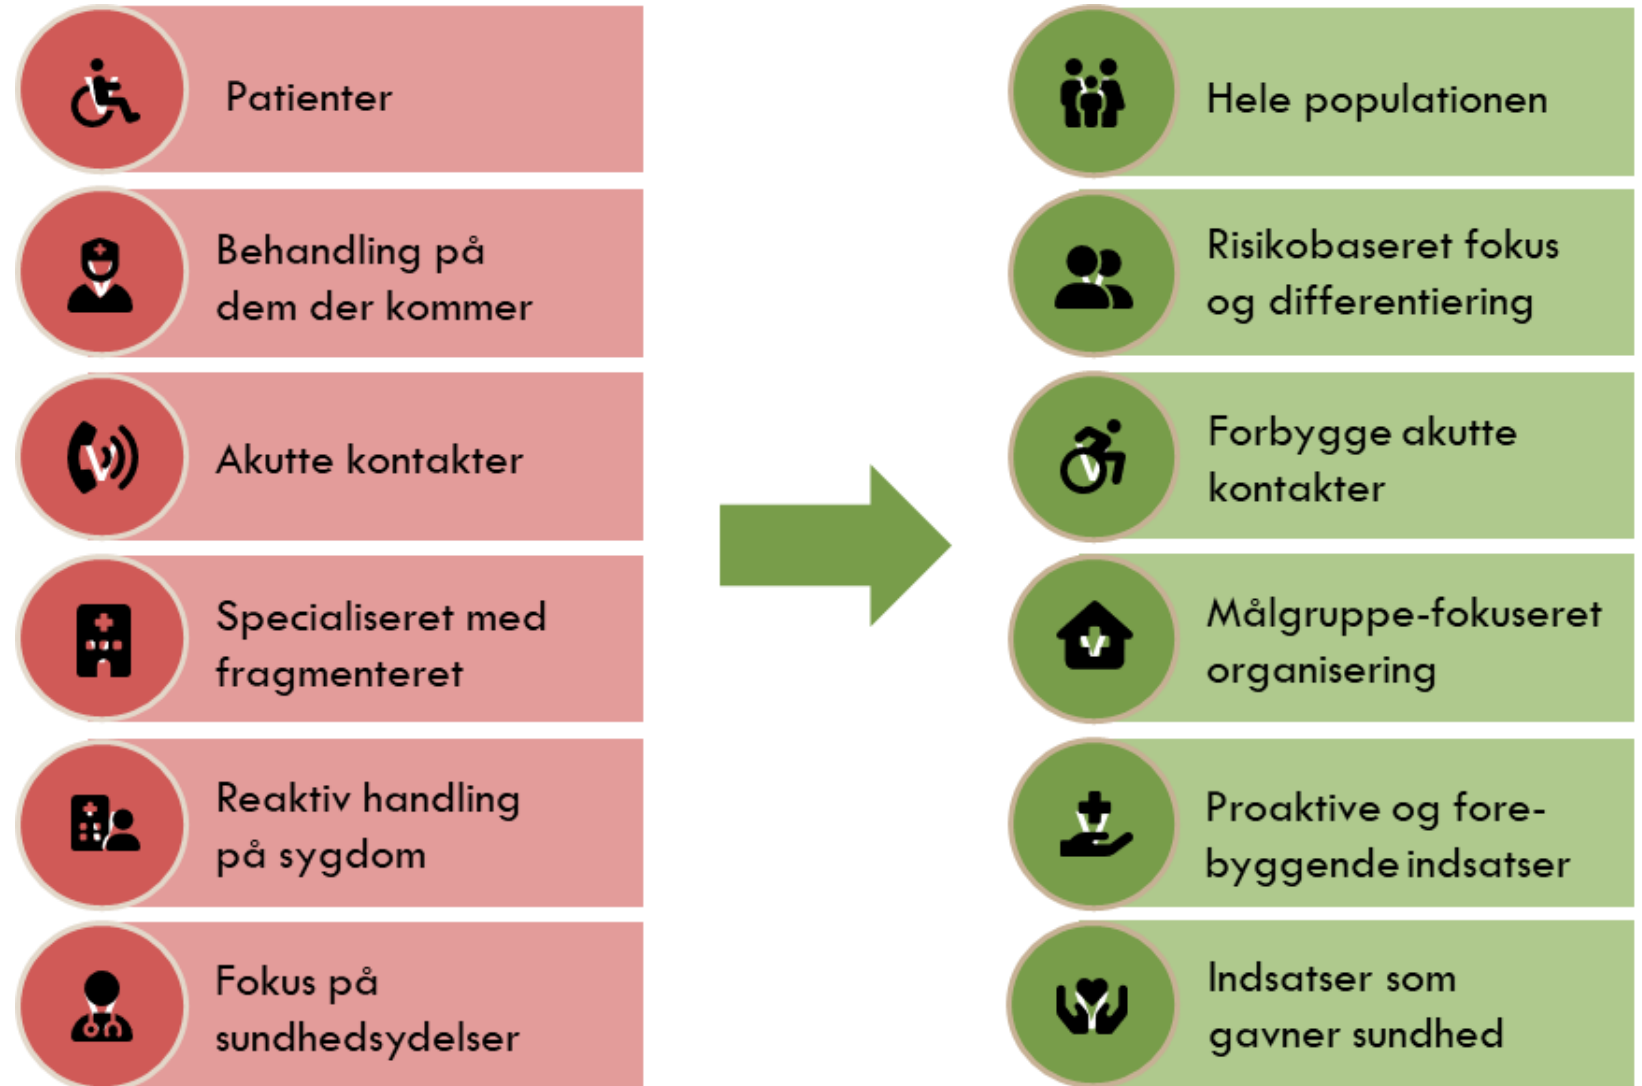 Patienter
Behandling på
dem der kommer
Akutte kontakter
Specialiseret med
fragmenteret
Reaktiv handling
på sygdom
Fokus på
sundhedsydelser
Hele populationen
Risikobaseret fokus
og differentiering
Forbygge akutte
kontakter
Målgruppe-fokuseret
organisering
Proaktive og fore-
byggende indsatser
Indsatser som
gavner sundhed